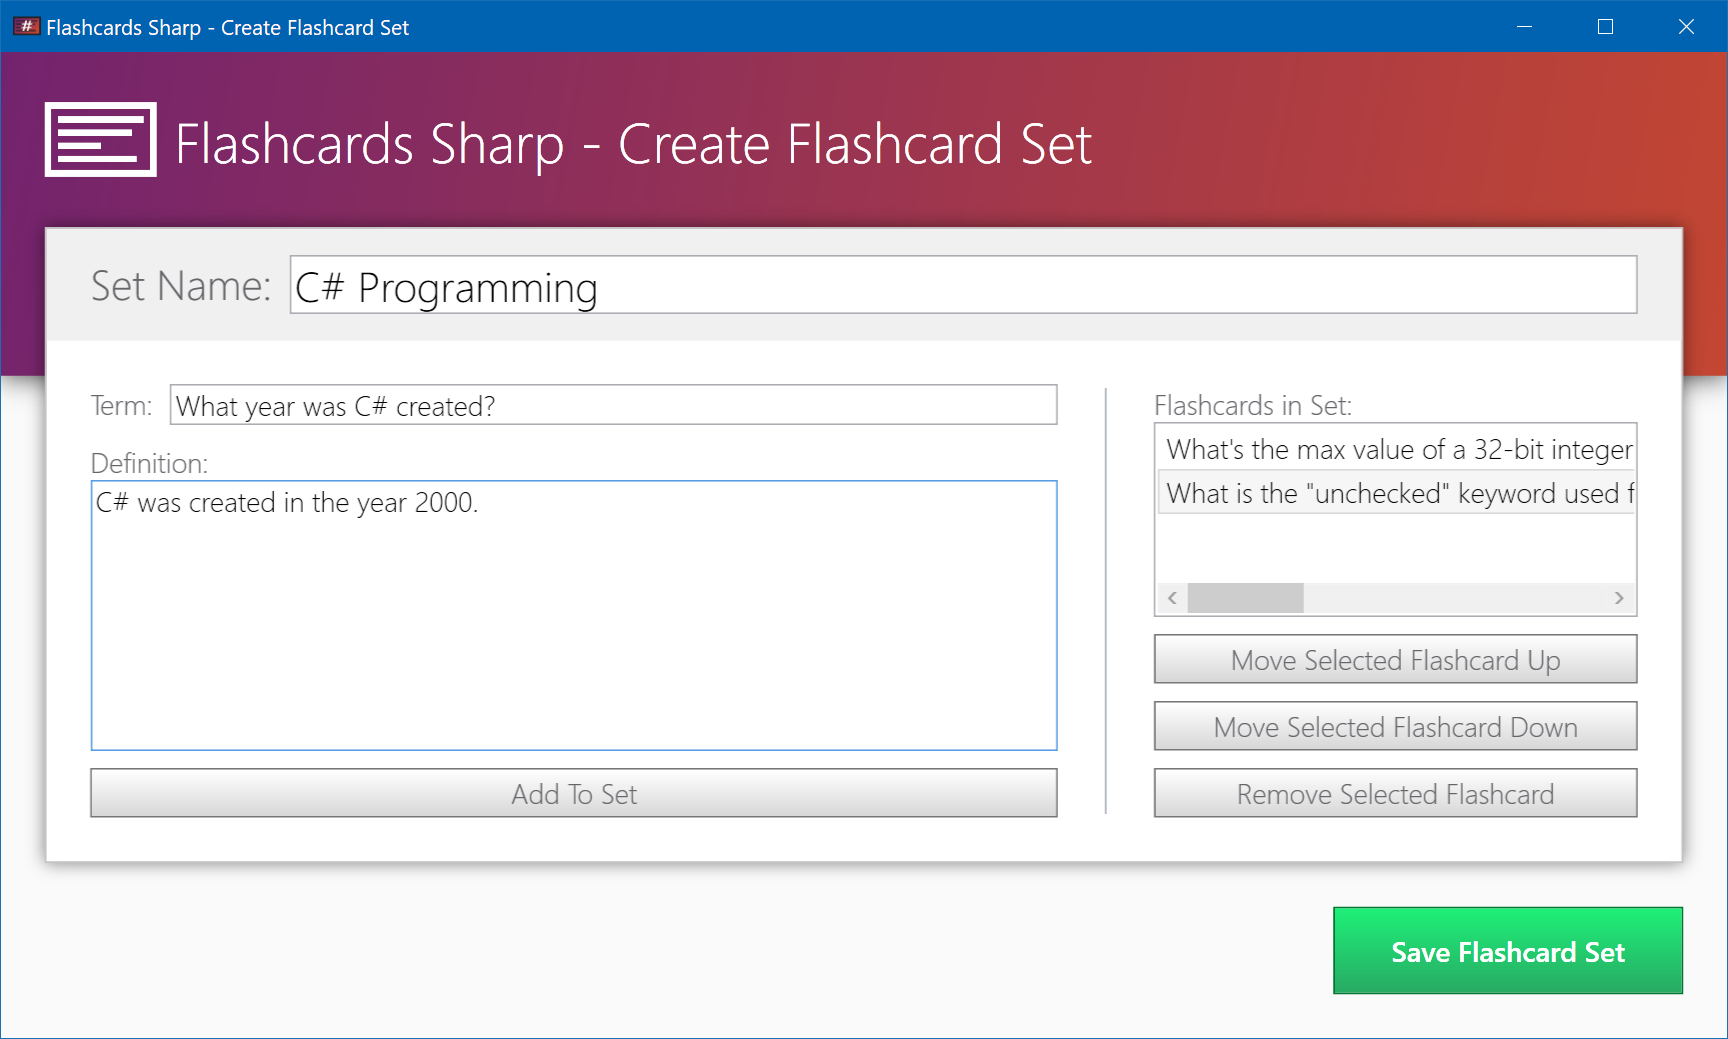 Flashcards Sharp - Create Flashcard Set
Flashcards Sharp - Create Flashcard Set
Set Name: C# Programming
Term: What year was C# created?
Definition:
C# was created in the year 2000.
Add To Set
Flashcards in Set:
What's the max value of a 32-bit integer
What is the "unchecked" keyword used f
Move Selected Flashcard Up
Move Selected Flashcard Down
Remove Selected Flashcard
Save Flashcard Set